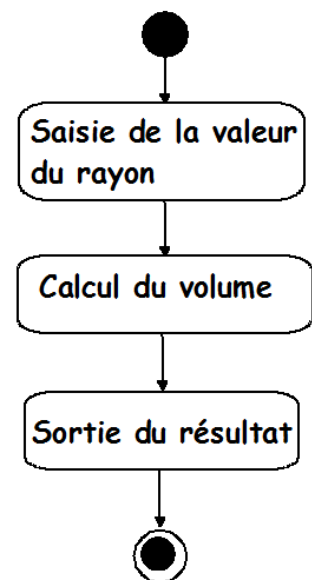 Saisie de la valeur
du rayon
Calcul du volume
Sortie du résultat